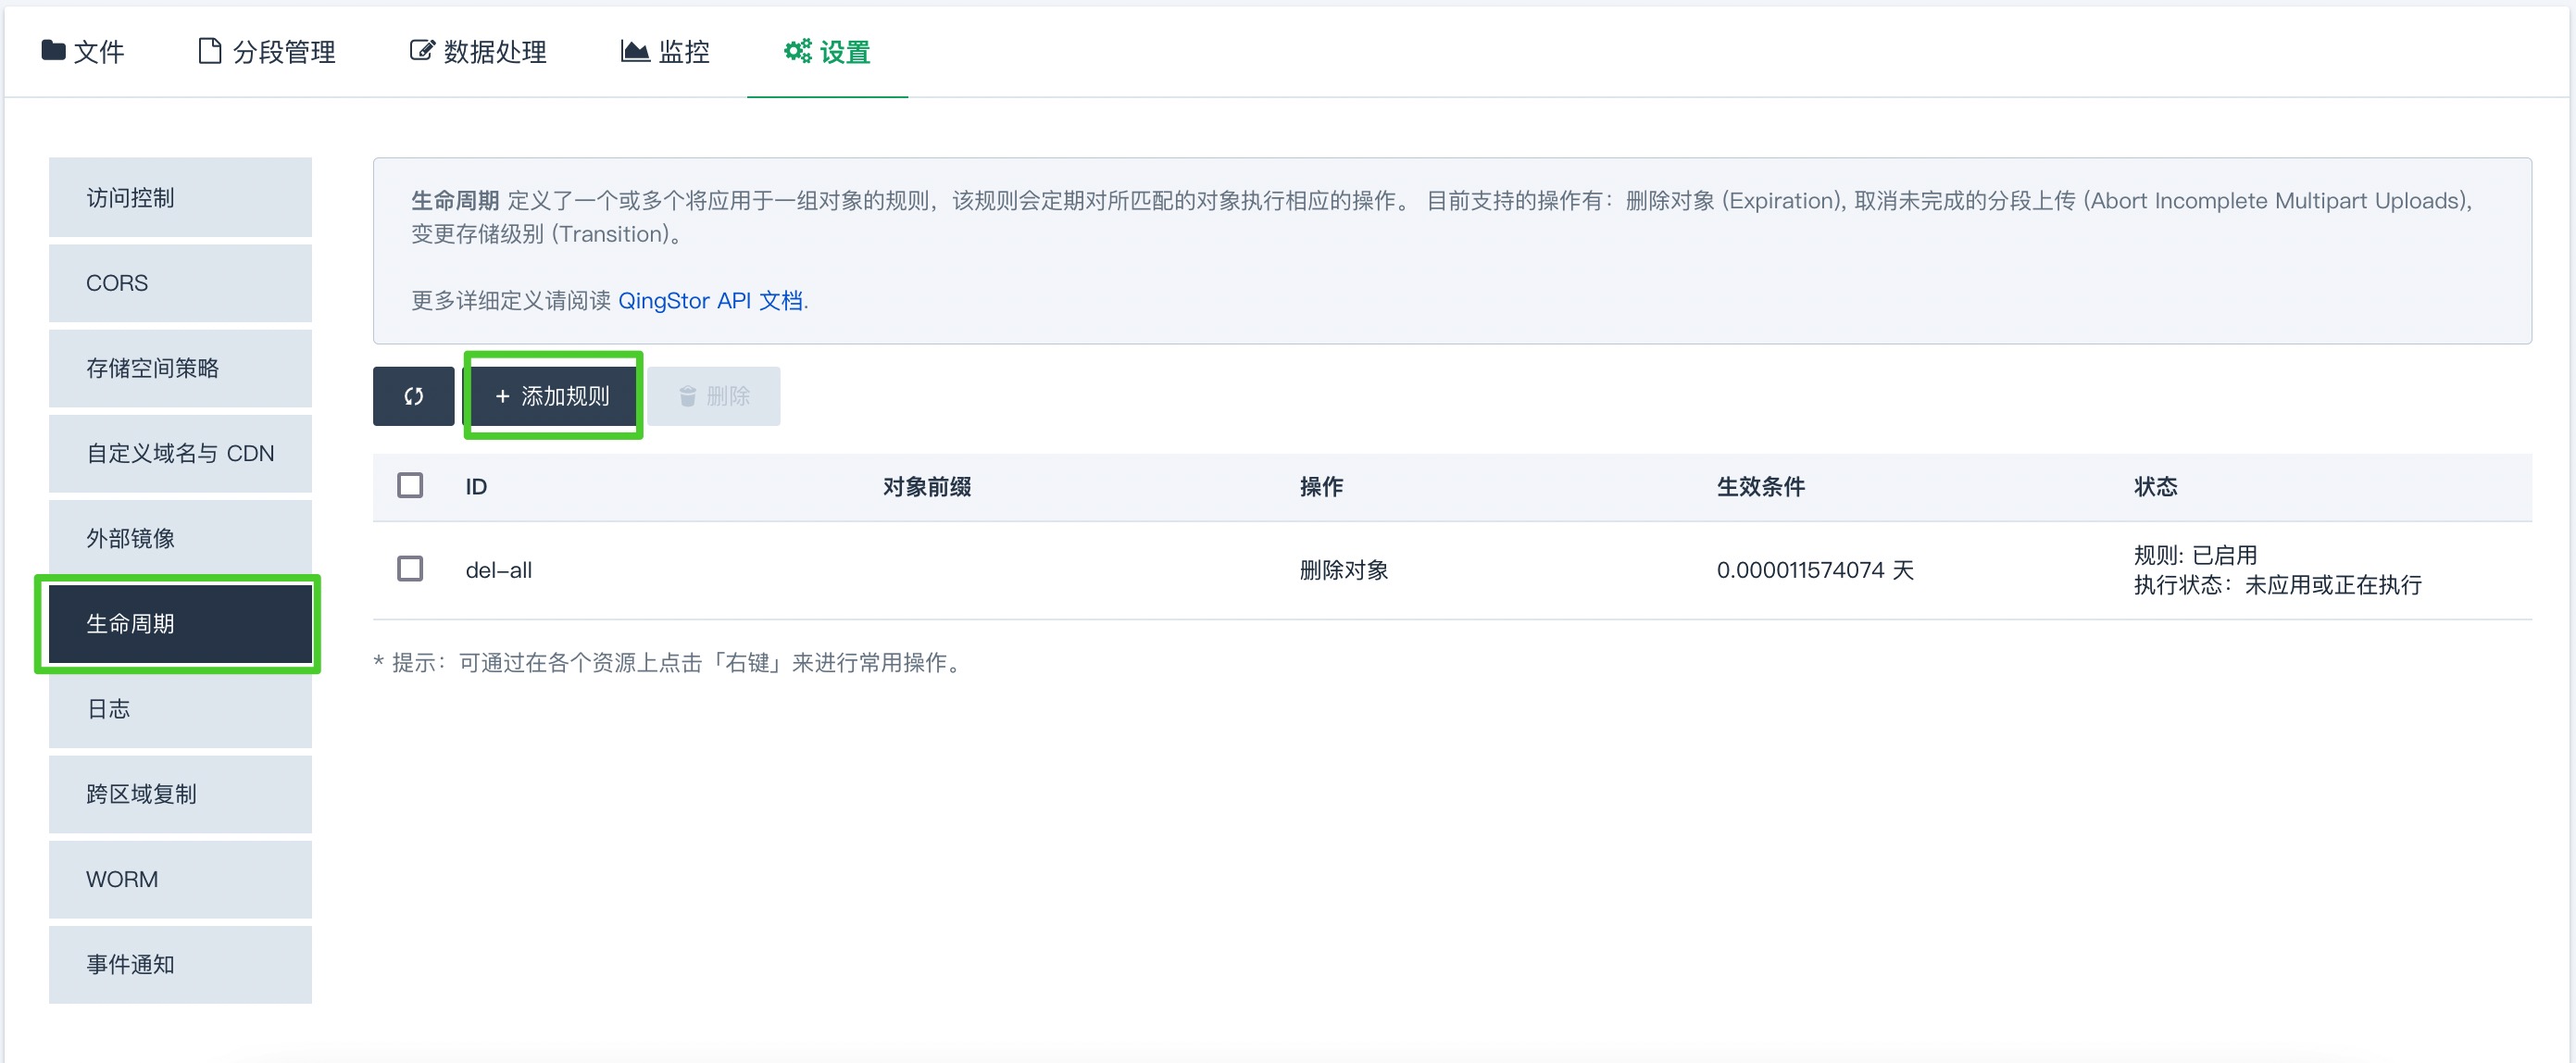 文件
分段管理
数据处理
监控
设置
访问控制
CORS
存储空间策略
自定义域名与 CDN
外部镜像
生命周期
日志
跨区域复制
WORM
事件通知
生命周期 定义了一个或多个将应用于一组对象的规则，该规则会定期对所匹配的对象执行相应的操作。 目前支持的操作有：删除对象 (Expiration), 取消未完成的分段上传 (Abort Incomplete Multipart Uploads),
变更存储级别 (Transition)。
更多详细定义请阅读 QingStor API 文档.
+ 添加规则
删除
ID 对象前缀 操作 生效条件 状态
del-all 删除对象 0.000011574074 天 规则: 已启用
执行状态：未应用或正在执行
* 提示：可通过在各个资源上点击「右键」来进行常用操作。